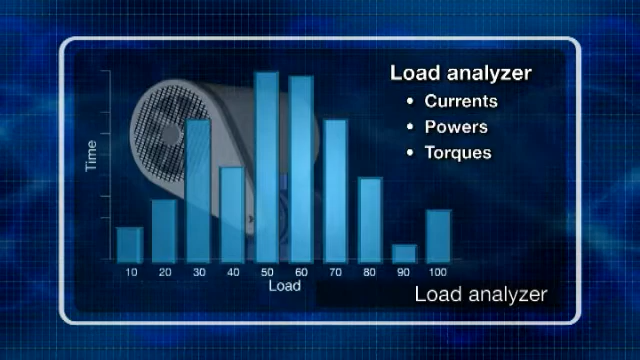 Load analyzer
• Currents
• Powers
• Torques
Time
10 20 30 40 50 60 70 80 90 100
Load
Load analyzer